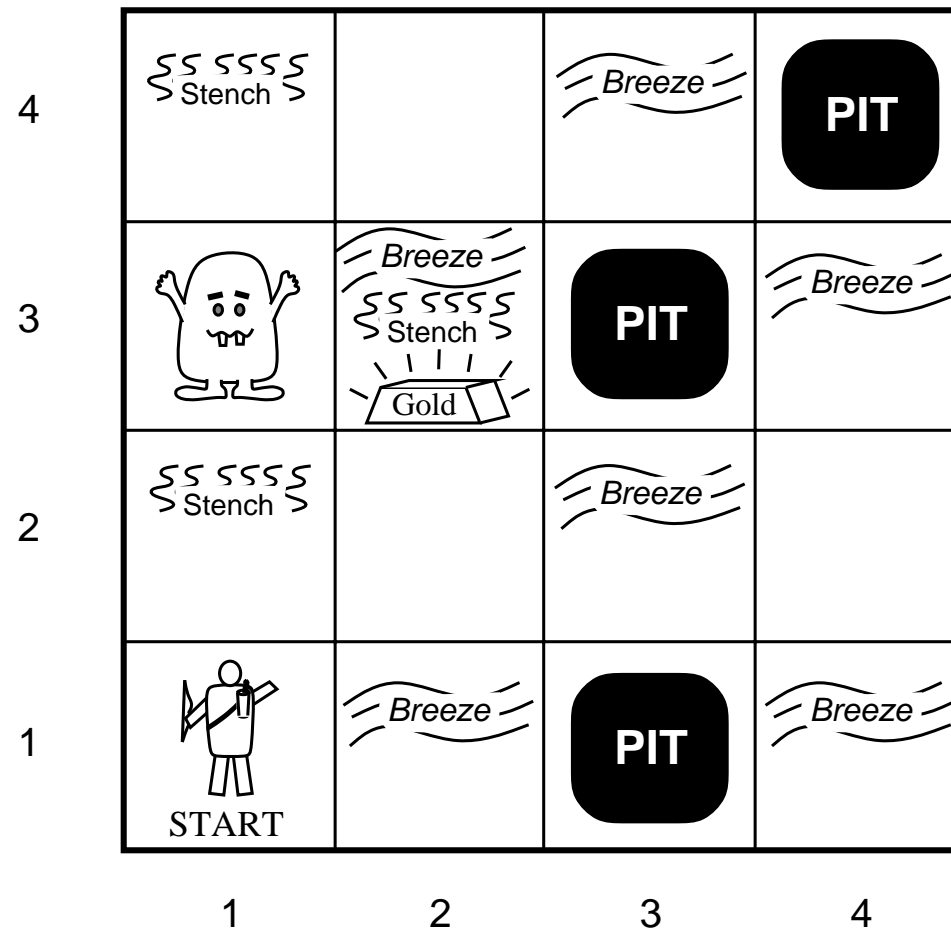 4
Stench
Breeze
PIT
3
Breeze
Stench
Gold
PIT
Breeze
2
Stench
Breeze
1
START
Breeze
PIT
Breeze
1 2 3 4